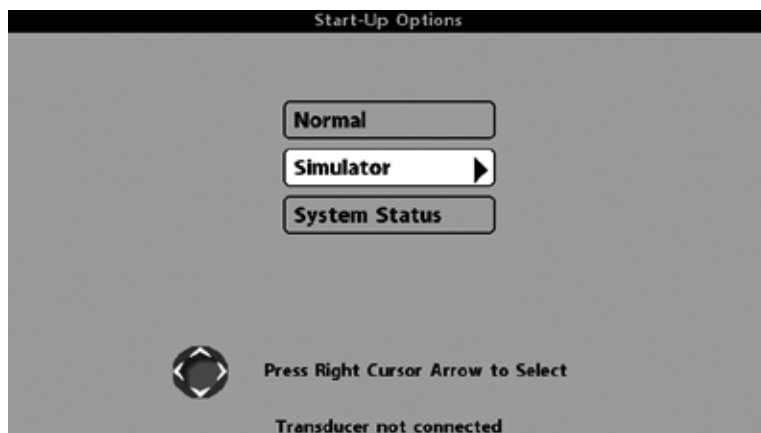 Start-Up Options
Normal
Simulator
System Status
Press Right Cursor Arrow to Select
Transducer not connected